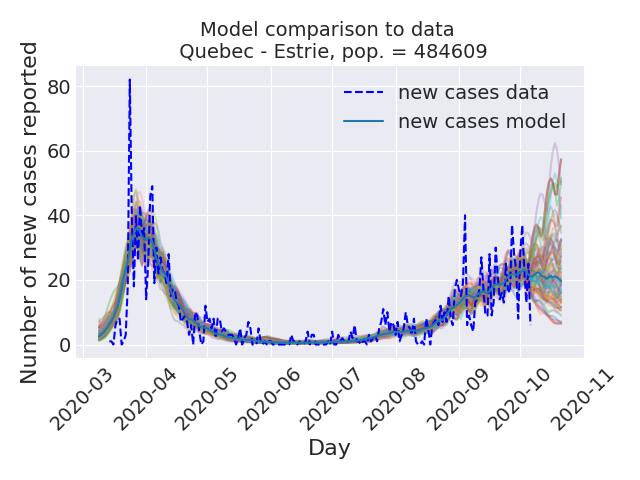 Model comparison to data
Quebec - Estrie, pop. = 484609
Number of new cases reported
80
60
40
20
0
new cases data
new cases model
2020-03
2020-04
2020-05
2020-06
2020-07
2020-08
2020-09
2020-10
2020-11
Day